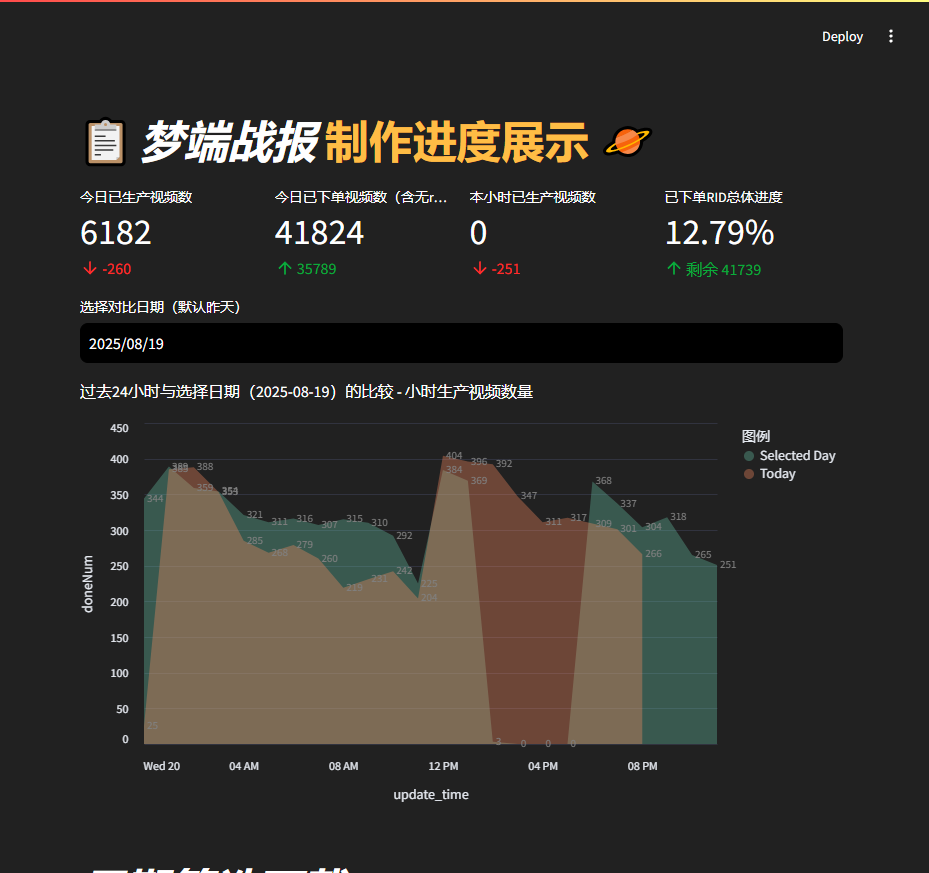 Deploy
梦端战报制作进度展示
今日已生产视频数
6182
-260
今日已下单视频数（含无r...
41824
35789
本小时已生产视频数
0
-251
已下单RID总体进度
12.79%
剩余 41739
选择对比日期（默认昨天）
2025/08/19
过去24小时与选择日期（2025-08-19）的比较 - 小时生产视频数量
450
400
350
300
250
200
150
100
50
0
doneNum
344
388
359
321
311
316
307
315
310
292
225
384
369
3
0
0
0
368
337
304
318
265
251
25
285
268
279
260
219
231
242
204
404
396
392
347
311
317
309
301
266
Wed 20
04 AM
08 AM
12 PM
04 PM
08 PM
update_time
图例
Selected Day
Today